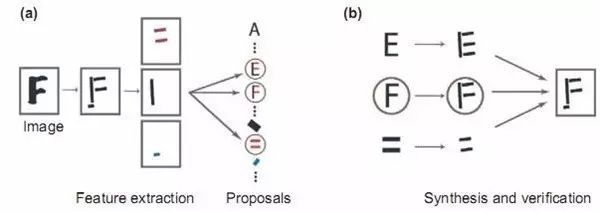 (a)
F
F
Image
Feature extraction
A
E
F
Proposals
(b)
E
E
F
F
F
Synthesis and verification